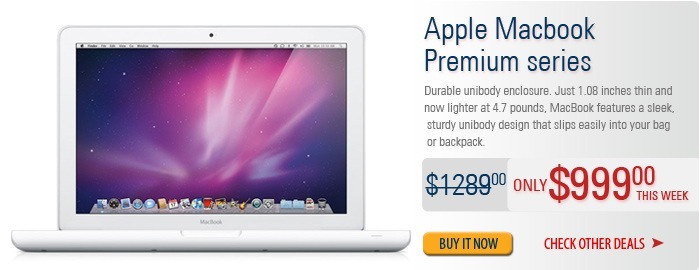 Apple Macbook
Premium series
Durable unibody enclosure. Just 1.08 inches thin and
now lighter at 4.7 pounds, MacBook features a sleek,
sturdy unibody design that slips easily into your bag
or backpack.
$128900 ONLY $99900
THIS WEEK
BUY IT NOW CHECK OTHER DEALS
MacBook